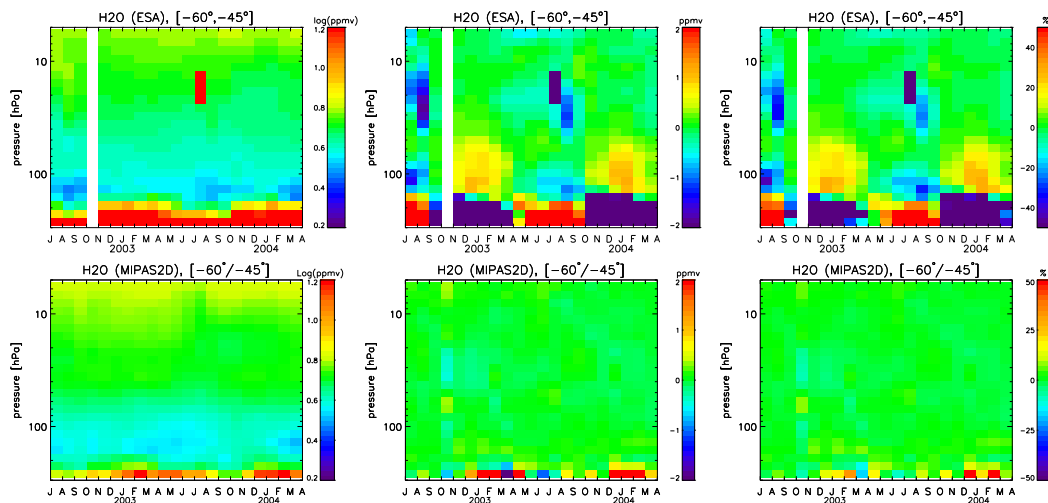 H2O (ESA), [-60°,-45°]
log(ppmv)
1.2
1.0
0.8
0.6
0.4
0.2
pressure [hPa]
10
100
J A S O N D J F M A M J J A S O N D J F M A
2003
2004
H2O (ESA), [-60°,-45°]
ppmv
2
1
0
-1
-2
pressure [hPa]
10
100
J A S O N D J F M A M J J A S O N D J F M A
2003
2004
H2O (ESA), [-60°,-45°]
%
40
20
0
-20
-40
pressure [hPa]
10
100
J A S O N D J F M A M J J A S O N D J F M A
2003
2004
H2O (MIPAS2D), [-60°/-45°]
Log(ppmv)
1.2
1.0
0.8
0.6
0.4
0.2
pressure [hPa]
10
100
J A S O N D J F M A M J J A S O N D J F M A
2003
2004
H2O (MIPAS2D), [-60°/-45°]
ppmv
2
1
0
-1
-2
pressure [hPa]
10
100
J A S O N D J F M A M J J A S O N D J F M A
2003
2004
H2O (MIPAS2D), [-60°/-45°]
%
50
25
0
-25
-50
pressure [hPa]
10
100
J A S O N D J F M A M J J A S O N D J F M A
2003
2004